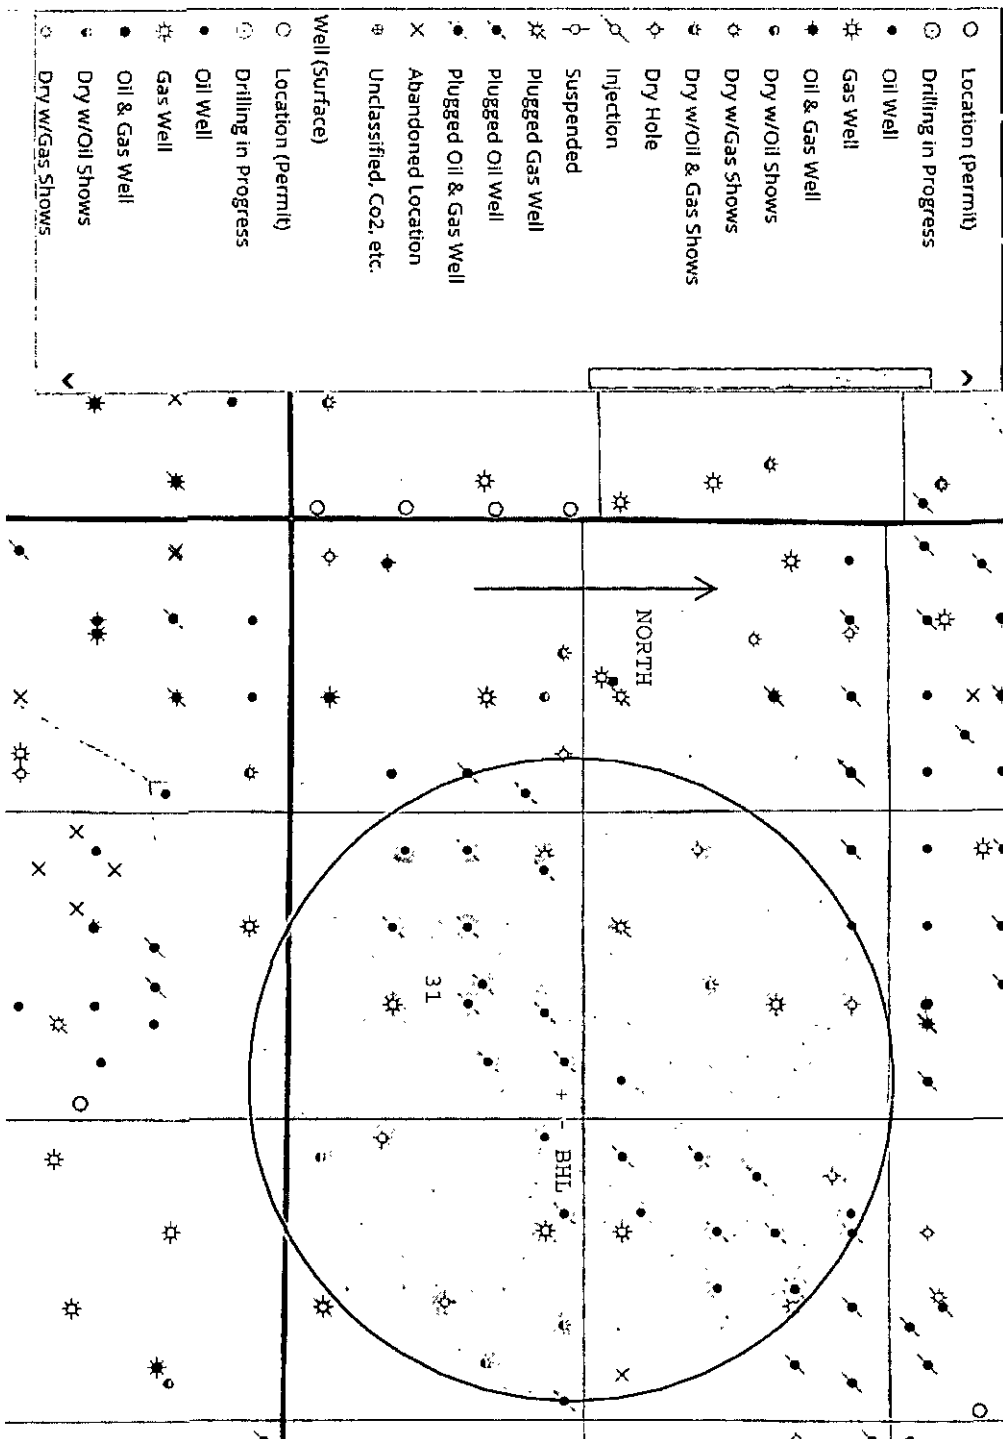 Location (Permit)
Drilling in Progress
Oil Well
Gas Well
Oil & Gas Well
Dry w/Oil Shows
Dry w/Gas Shows
Dry w/Oil & Gas Shows
Dry Hole
Injection
Suspended
Plugged Gas Well
Plugged Oil Well
Plugged Oil & Gas Well
Abandoned Location
Unclassified, Co2, etc.
Well (Surface)
Location (Permit)
Drilling in Progress
Oil Well
Gas Well
Oil & Gas Well
Dry w/Oil Shows
Dry w/Gas Shows
NORTH
31
BHL